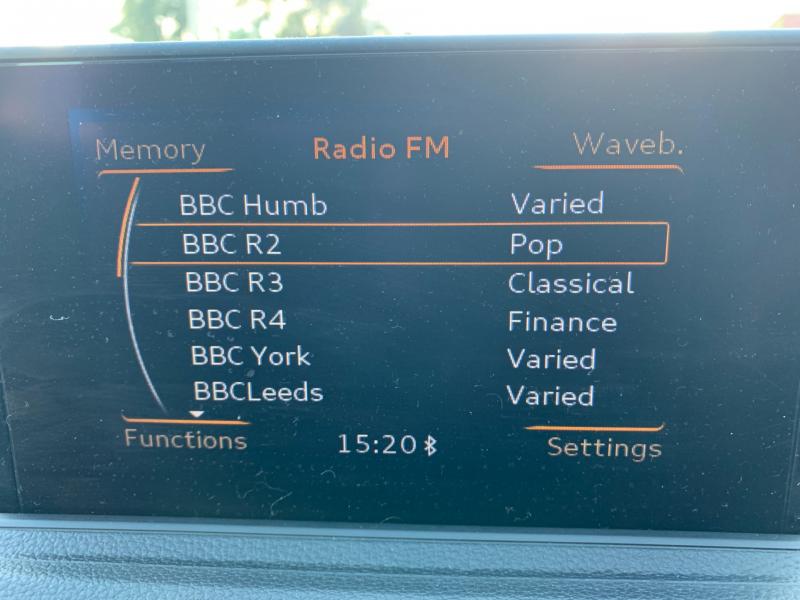 Memory Radio FM Waveb.
BBC Humb Varied
BBC R2 Pop
BBC R3 Classical
BBC R4 Finance
BBC York Varied
BBCLeeds Varied
Functions 15:20 Settings